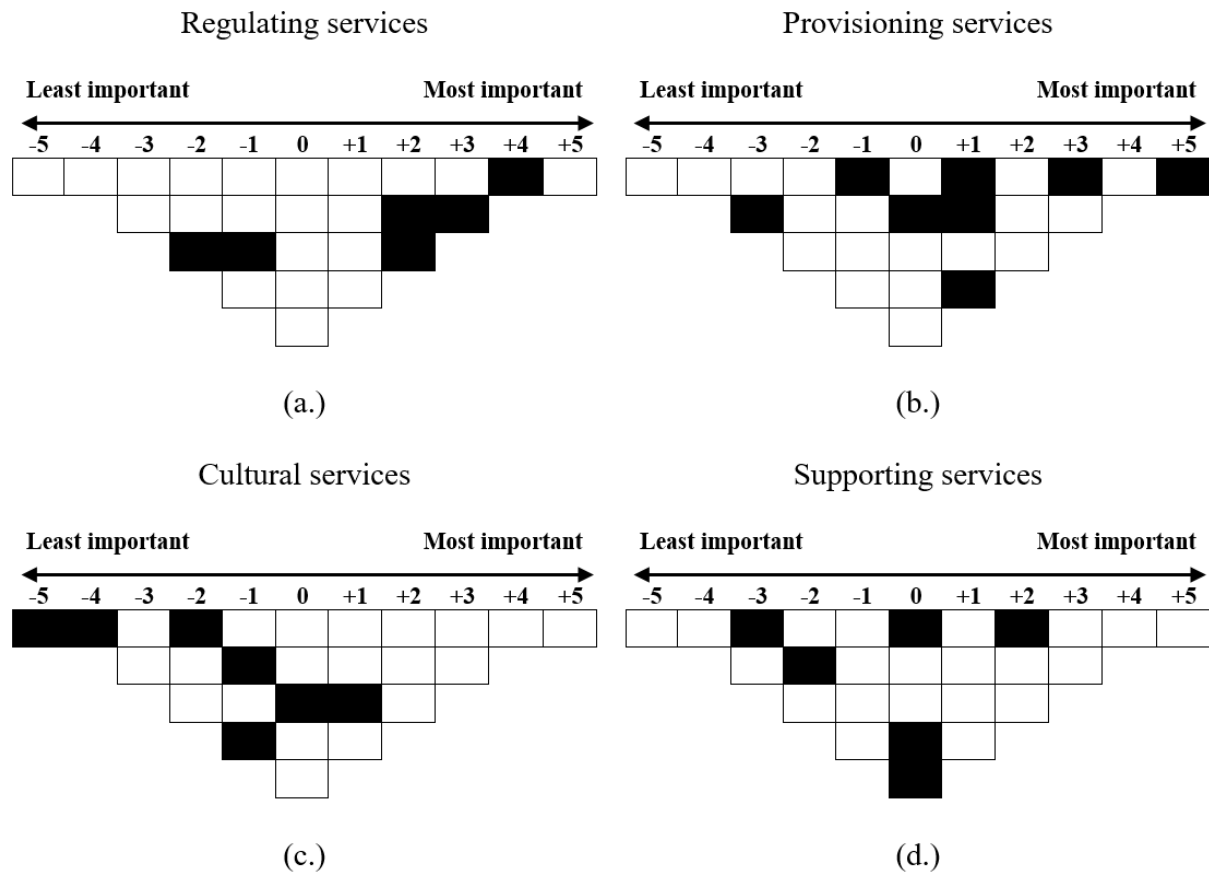 Regulating services
Provisioning services
Least important Most important
Least important Most important
-5 -4 -3 -2 -1 0 +1 +2 +3 +4 +5
-5 -4 -3 -2 -1 0 +1 +2 +3 +4 +5
(a.)
(b.)
Cultural services
Supporting services
Least important Most important
Least important Most important
-5 -4 -3 -2 -1 0 +1 +2 +3 +4 +5
-5 -4 -3 -2 -1 0 +1 +2 +3 +4 +5
(c.)
(d.)